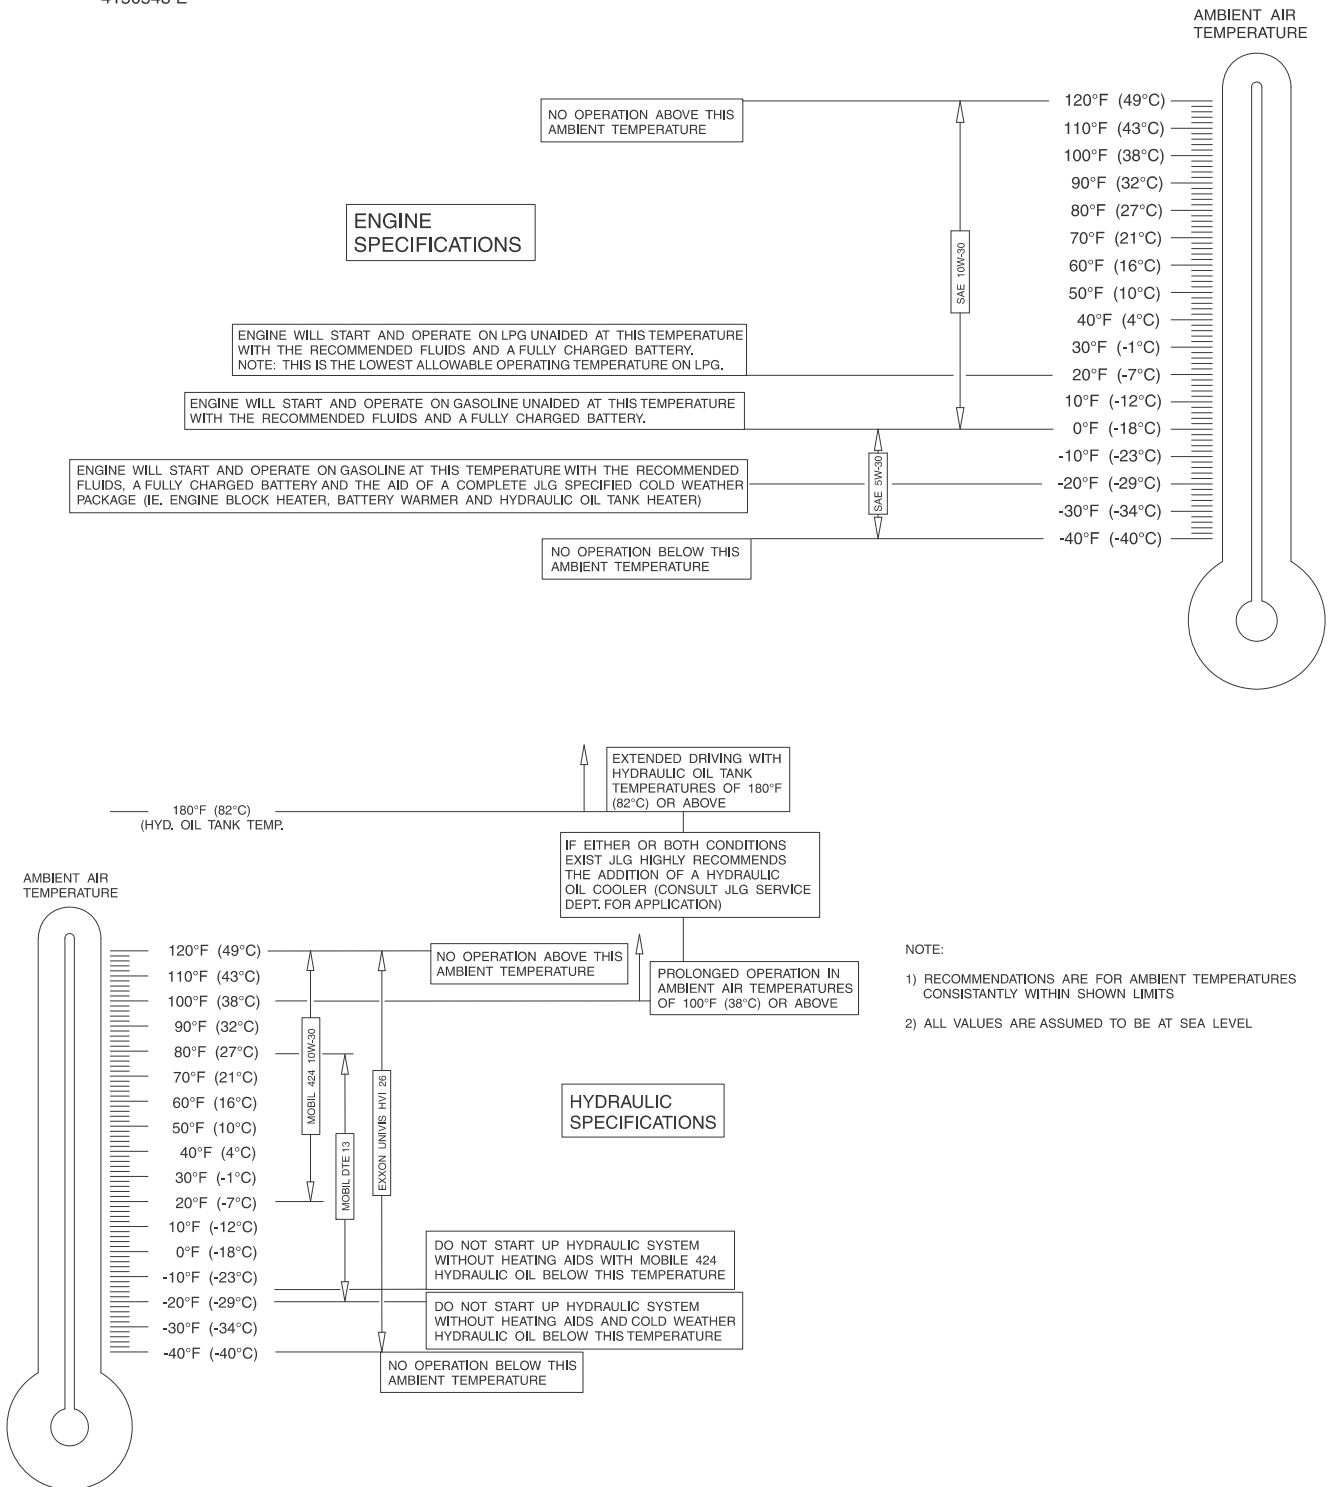 AMBIENT AIR
TEMPERATURE
120°F (49°C)
110°F (43°C)
100°F (38°C)
90°F (32°C)
80°F (27°C)
70°F (21°C)
60°F (16°C)
50°F (10°C)
40°F (4°C)
30°F (-1°C)
20°F (-7°C)
10°F (-12°C)
0°F (-18°C)
-10°F (-23°C)
-20°F (-29°C)
-30°F (-34°C)
-40°F (-40°C)
NO OPERATION ABOVE THIS
AMBIENT TEMPERATURE
ENGINE
SPECIFICATIONS
SAE 10W-30
ENGINE WILL START AND OPERATE ON LPG UNAIDED AT THIS TEMPERATURE
WITH THE RECOMMENDED FLUIDS AND A FULLY CHARGED BATTERY.
NOTE: THIS IS THE LOWEST ALLOWABLE OPERATING TEMPERATURE ON LPG.
ENGINE WILL START AND OPERATE ON GASOLINE UNAIDED AT THIS TEMPERATURE
WITH THE RECOMMENDED FLUIDS AND A FULLY CHARGED BATTERY.
SAE 5W-30
ENGINE WILL START AND OPERATE ON GASOLINE AT THIS TEMPERATURE WITH THE RECOMMENDED
FLUIDS, A FULLY CHARGED BATTERY AND THE AID OF A COMPLETE JLG SPECIFIED COLD WEATHER
PACKAGE (IE. ENGINE BLOCK HEATER, BATTERY WARMER AND HYDRAULIC OIL TANK HEATER)
NO OPERATION BELOW THIS
AMBIENT TEMPERATURE
EXTENDED DRIVING WITH
HYDRAULIC OIL TANK
TEMPERATURES OF 180°F
(82°C) OR ABOVE
180°F (82°C)
(HYD. OIL TANK TEMP.
IF EITHER OR BOTH CONDITIONS
EXIST JLG HIGHLY RECOMMENDS
THE ADDITION OF A HYDRAULIC
OIL COOLER (CONSULT JLG SERVICE
DEPT. FOR APPLICATION)
AMBIENT AIR
TEMPERATURE
120°F (49°C)
110°F (43°C)
100°F (38°C)
90°F (32°C)
80°F (27°C)
70°F (21°C)
60°F (16°C)
50°F (10°C)
40°F (4°C)
30°F (-1°C)
20°F (-7°C)
10°F (-12°C)
0°F (-18°C)
-10°F (-23°C)
-20°F (-29°C)
-30°F (-34°C)
-40°F (-40°C)
MOBIL 424 10W-30
MOBIL DTE 13
EXXON UNIVIS HVI 26
NO OPERATION ABOVE THIS
AMBIENT TEMPERATURE
PROLONGED OPERATION IN
AMBIENT AIR TEMPERATURES
OF 100°F (38°C) OR ABOVE
HYDRAULIC
SPECIFICATIONS
DO NOT START UP HYDRAULIC SYSTEM
WITHOUT HEATING AIDS WITH MOBILE 424
HYDRAULIC OIL BELOW THIS TEMPERATURE
DO NOT START UP HYDRAULIC SYSTEM
WITHOUT HEATING AIDS AND COLD WEATHER
HYDRAULIC OIL BELOW THIS TEMPERATURE
NO OPERATION BELOW THIS
AMBIENT TEMPERATURE
NOTE:
1) RECOMMENDATIONS ARE FOR AMBIENT TEMPERATURES
CONSISTANTLY WITHIN SHOWN LIMITS
2) ALL VALUES ARE ASSUMED TO BE AT SEA LEVEL